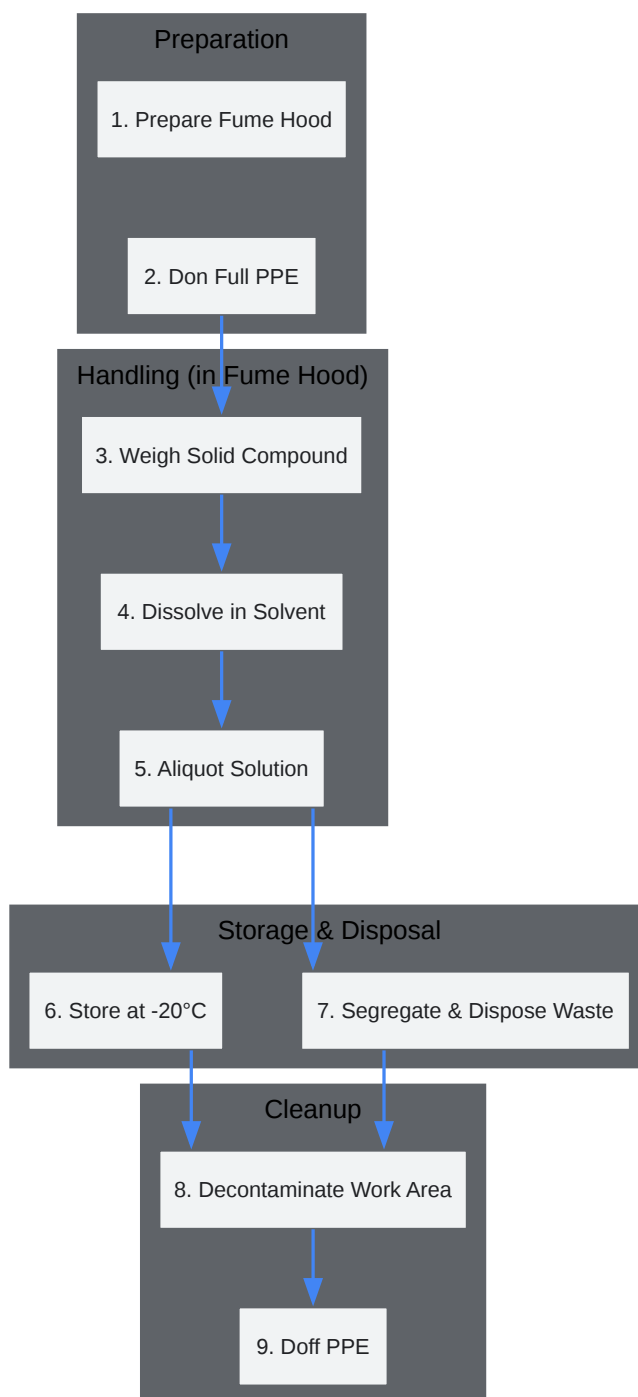 Preparation
1. Prepare Fume Hood
2. Don Full PPE
Handling (in Fume Hood)
3. Weigh Solid Compound
4. Dissolve in Solvent
5. Aliquot Solution
Storage & Disposal
6. Store at -20°C
7. Segregate & Dispose Waste
Cleanup
8. Decontaminate Work Area
9. Doff PPE